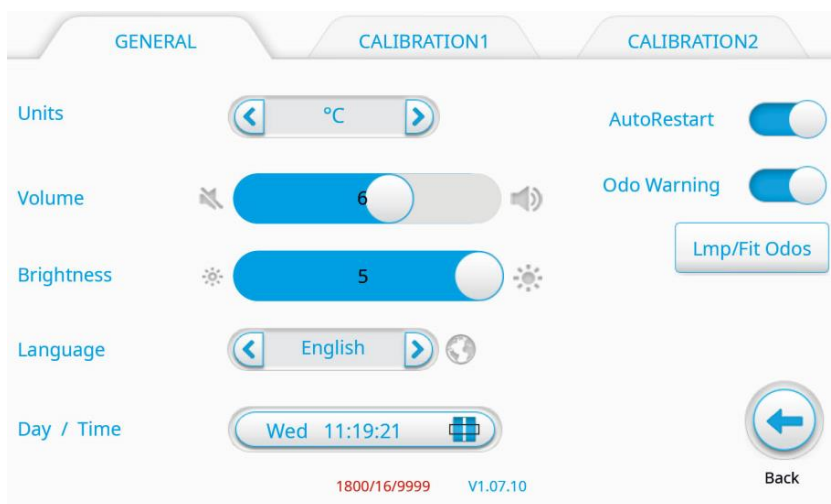 GENERAL CALIBRATION1 CALIBRATION2
Units °C AutoRestart
Volume 6 Odo Warning
Lmp/Fit Odos
Brightness 5
Language English
Day / Time Wed 11:19:21
Back
1800/16/9999 V1.07.10